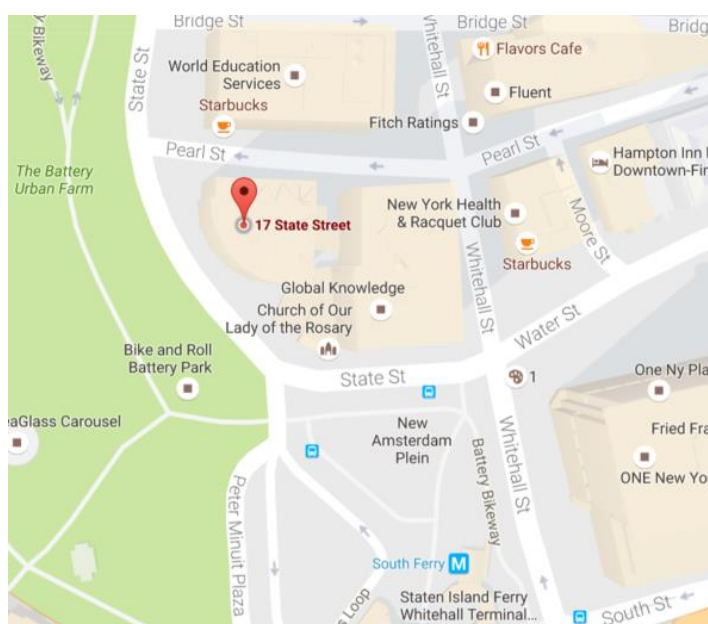 Bridge St
Bridge St
Bridg
y Bikeway
State St
Whitehall St
Flavors Cafe
World Education
Services
Fluent
Starbucks
Fitch Ratings
Pearl St
Pearl St
Hampton Inn
Downtown-Fin
The Battery
Urban Farm
17 State Street
New York Health
& Racquet Club
Moore St
Starbucks
Whitehall St
Global Knowledge
Church of Our
Lady of the Rosary
Water St
Bike and Roll
Battery Park
State St
1
One Ny Pla
eaGlass Carousel
New
Amsterdam
Plein
Fried Fra
Battery Bikeway
Whitehall St
ONE New Yo
Peter Minuit Plaza
South Ferry
M
s Loop
Staten Island Ferry
Whitehall Terminal...
South St